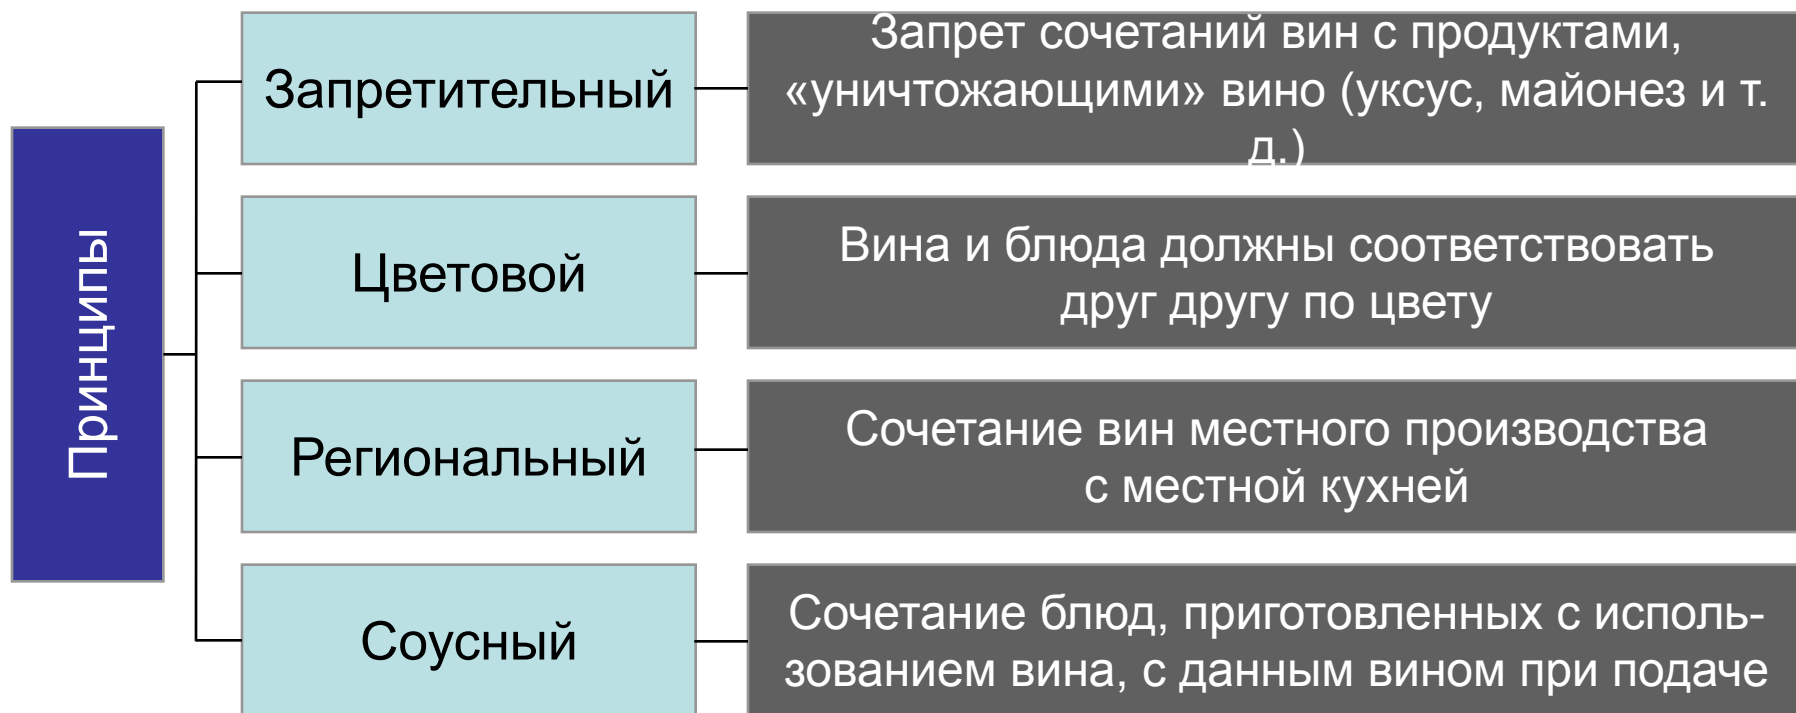 Принципы
Запретительный
Запрет сочетаний вин с продуктами,
«уничтожающими» вино (уксус, майонез и т.
д.)
Цветовой
Вина и блюда должны соответствовать
друг другу по цвету
Региональный
Сочетание вин местного производства
с местной кухней
Соусный
Сочетание блюд, приготовленных с исполь-
зованием вина, с данным вином при подаче